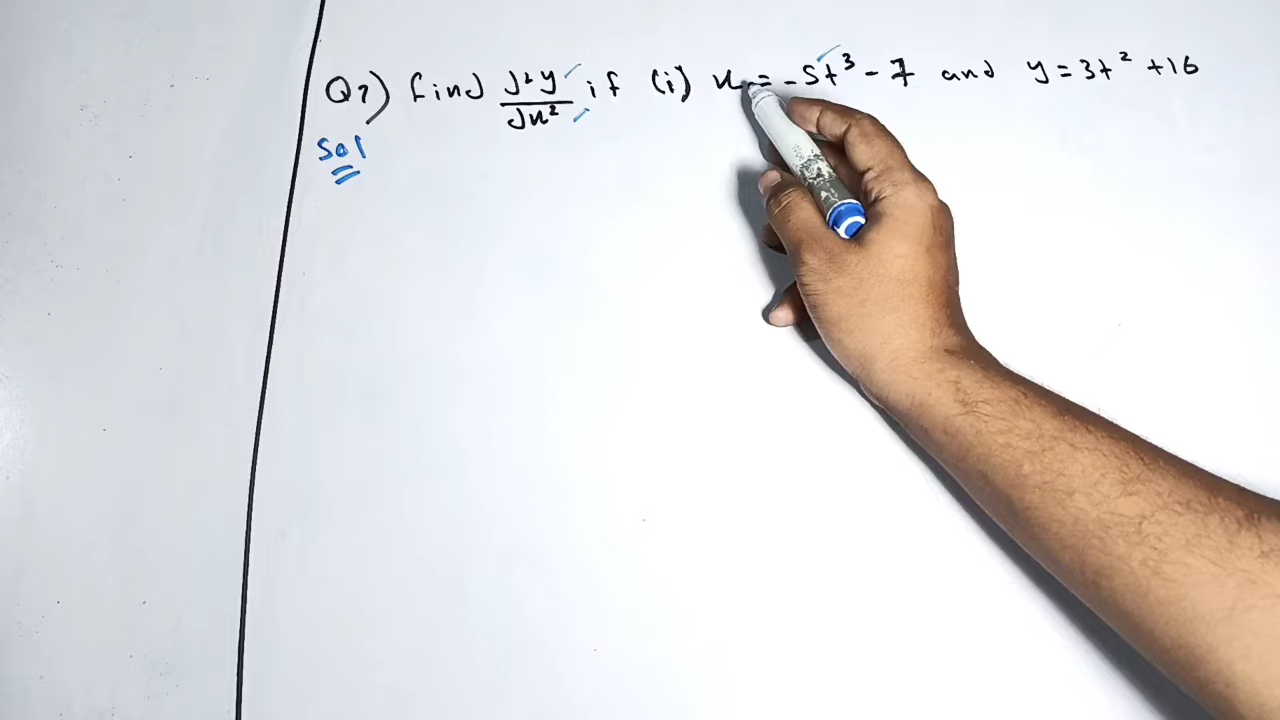 Q7) Find d²y/dx² if (i) x = -5t³ - 7 and y = 3t² + 16
Sol